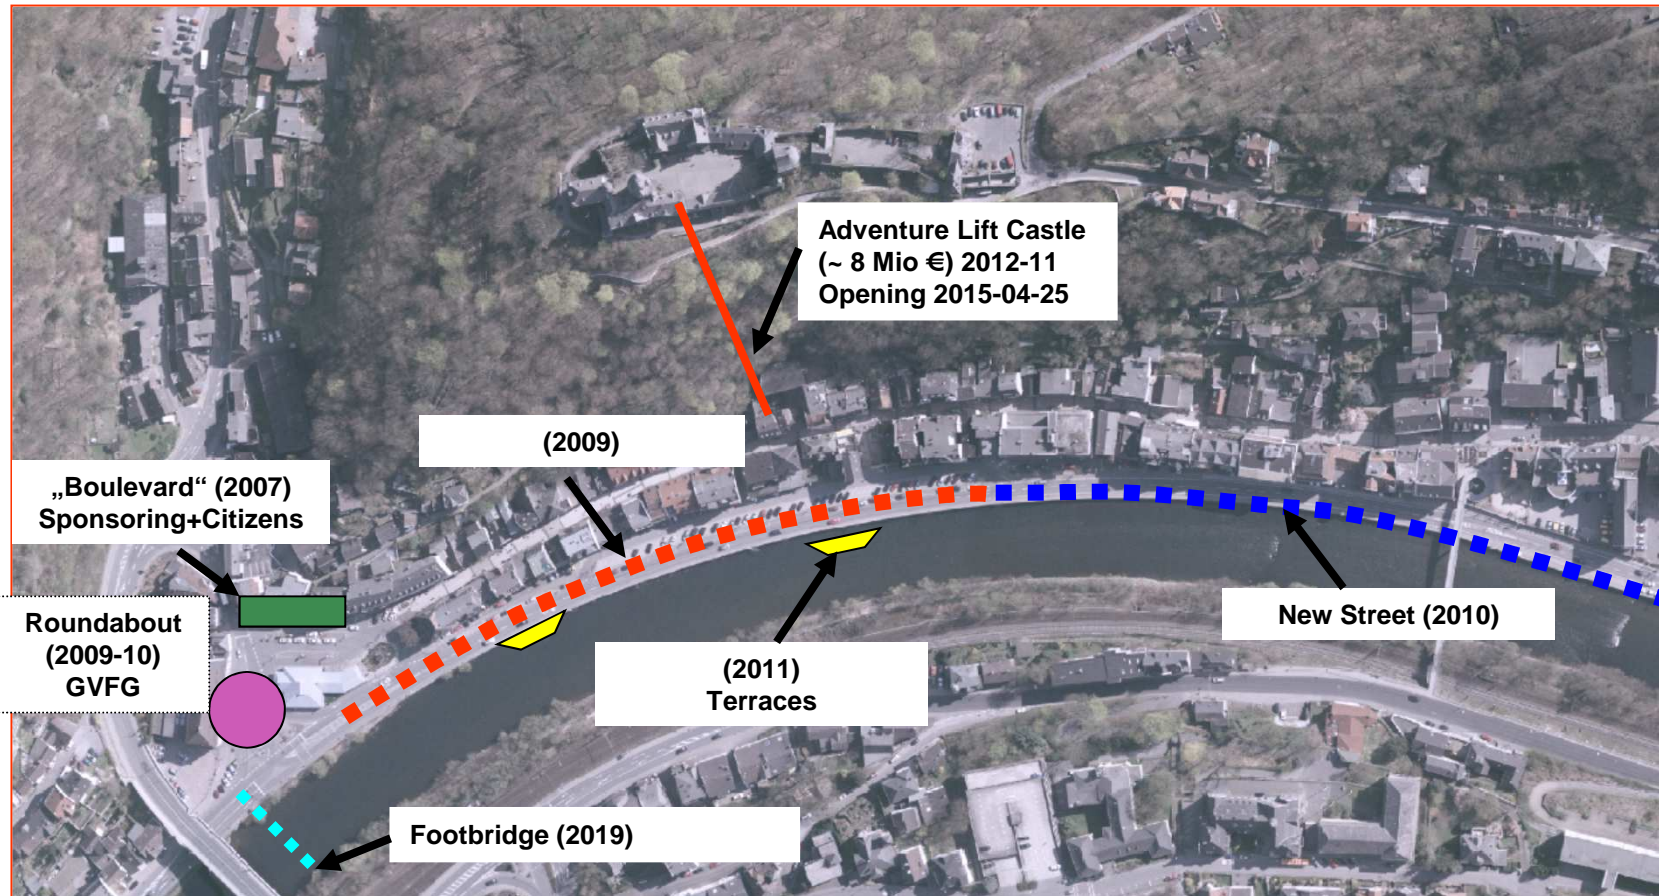 Adventure Lift Castle
(~ 8 Mio €) 2012-11
Opening 2015-04-25
(2009)
„Boulevard“ (2007)
Sponsoring+Citizens
Roundabout
(2009-10)
GVFG
New Street (2010)
(2011)
Terraces
Footbridge (2019)